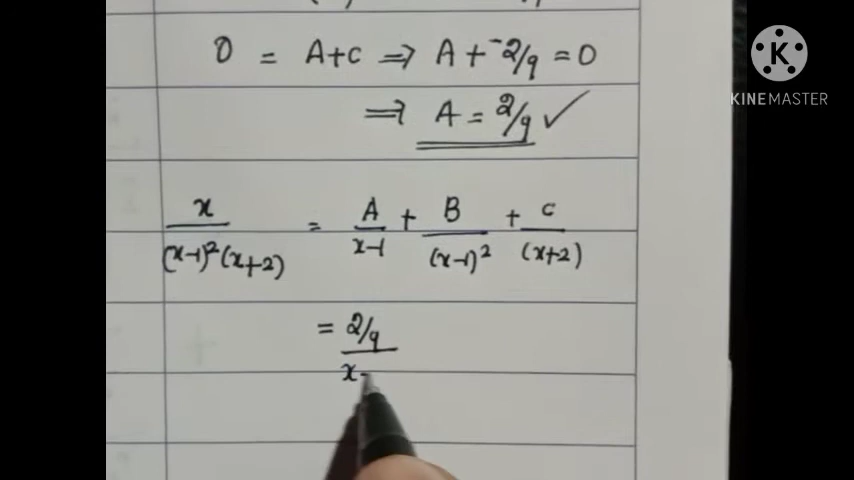 0 = A+C ⇒ A + -2/9 = 0
⇒ A = 2/9 ✓
x/(x-1)²(x+2) = A/x-1 + B/(x-1)² + C/(x+2)
= 2/9/x-
K
KINEMASTER